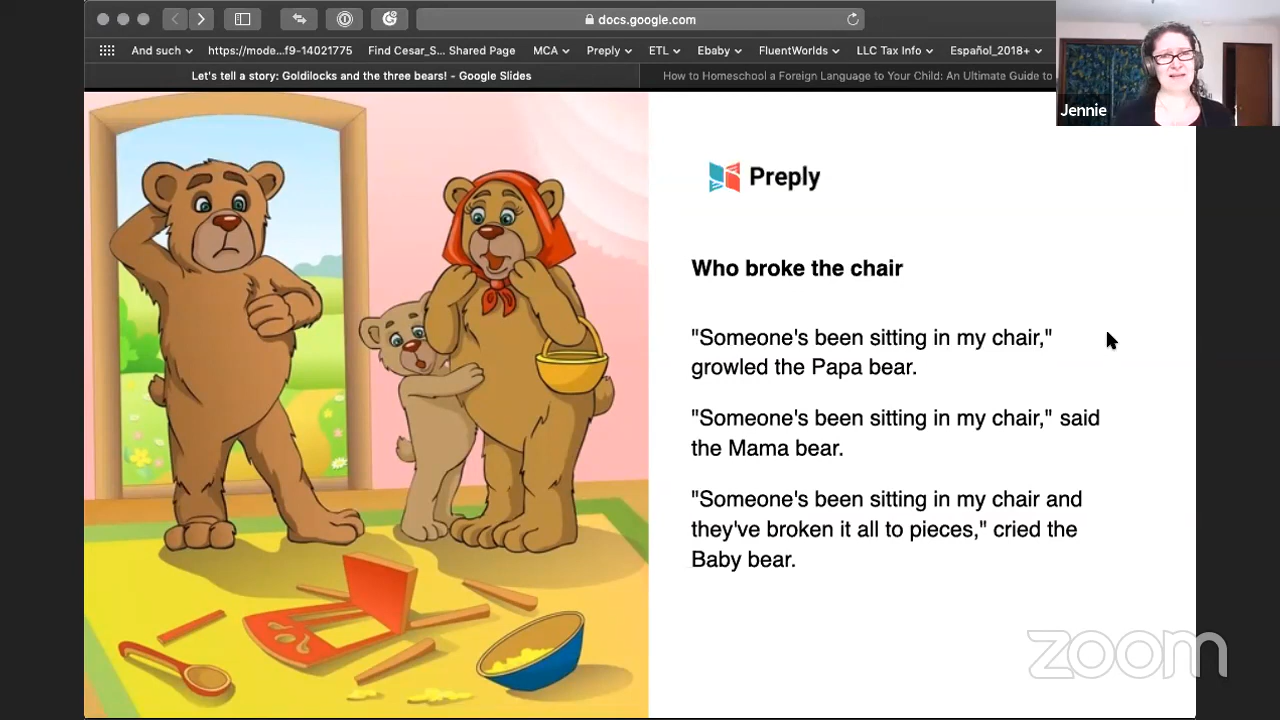 docs.google.com
And such
https://mode...f9-14021775
Find Cesar_S... Shared Page
MCA
Preply
ETL
Ebaby
FluentWorlds
LLC Tax Info
Español_2018+
Let's tell a story: Goldilocks and the three bears! - Google Slides
How to Homeschool a Foreign Language to Your Child: An Ultimate Guide to
Jennie
Preply
Who broke the chair
"Someone's been sitting in my chair,"
growled the Papa bear.
"Someone's been sitting in my chair," said
the Mama bear.
"Someone's been sitting in my chair and
they've broken it all to pieces," cried the
Baby bear.
zoom